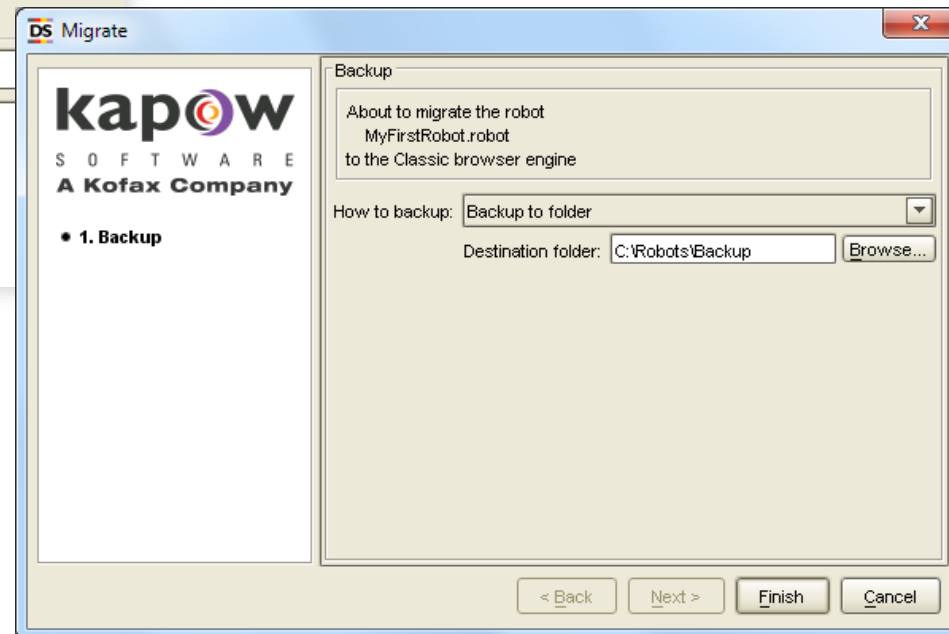 DS Migrate
kapow
SOFTWARE
A Kofax Company
• 1. Backup
Backup
About to migrate the robot
MyFirstRobot.robot
to the Classic browser engine
How to backup: Backup to folder
Destination folder: C:\Robots\Backup Browse...
< Back Next > Finish Cancel